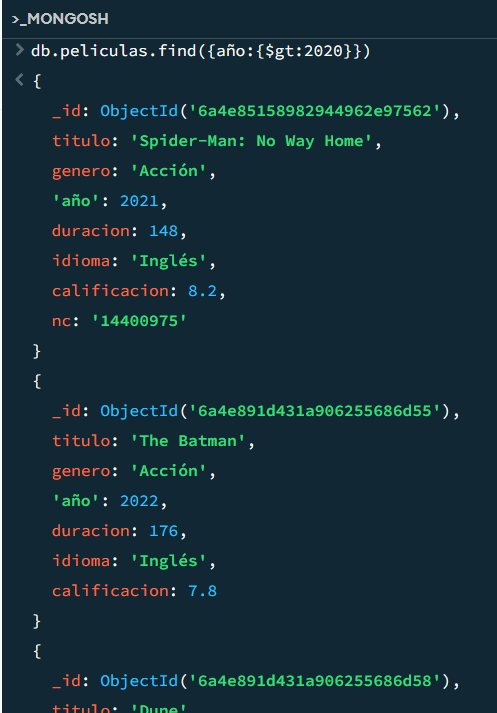 >_MONGOSH
> db.peliculas.find({año:{$gt:2020}})
< {
_id: ObjectId('6a4e85158982944962e97562'),
titulo: 'Spider-Man: No Way Home',
genero: 'Acción',
'año': 2021,
duracion: 148,
idioma: 'Inglés',
calificacion: 8.2,
nc: '14400975'
}
{
_id: ObjectId('6a4e891d431a906255686d55'),
titulo: 'The Batman',
genero: 'Acción',
'año': 2022,
duracion: 176,
idioma: 'Inglés',
calificacion: 7.8
}
{
_id: ObjectId('6a4e891d431a906255686d58'),
titulo: 'Dune'